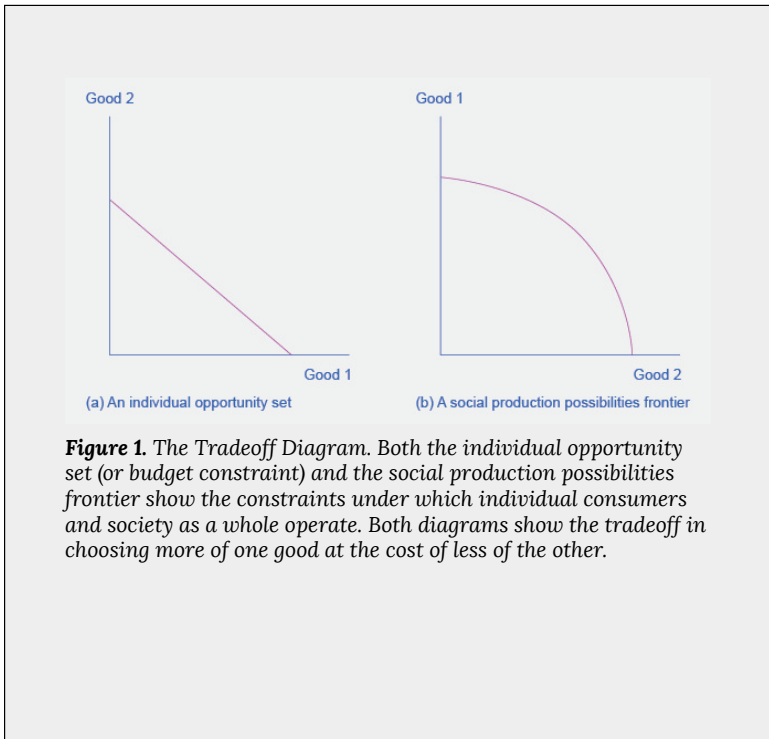 Good 2
Good 1
(a) An individual opportunity set
Good 1
Good 2
(b) A social production possibilities frontier
Figure 1. The Tradeoff Diagram. Both the individual opportunity
set (or budget constraint) and the social production possibilities
frontier show the constraints under which individual consumers
and society as a whole operate. Both diagrams show the tradeoff in
choosing more of one good at the cost of less of the other.